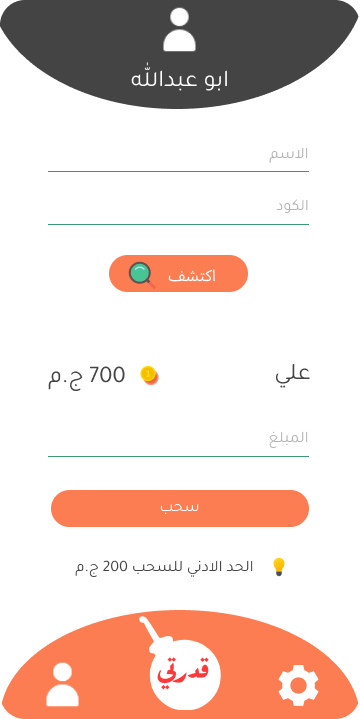 ابو عبدالله
الاسم
الكود
اكتشف
علي
700 ج.م
المبلغ
سحب
الحد الادني للسحب 200 ج.م
قدرتي